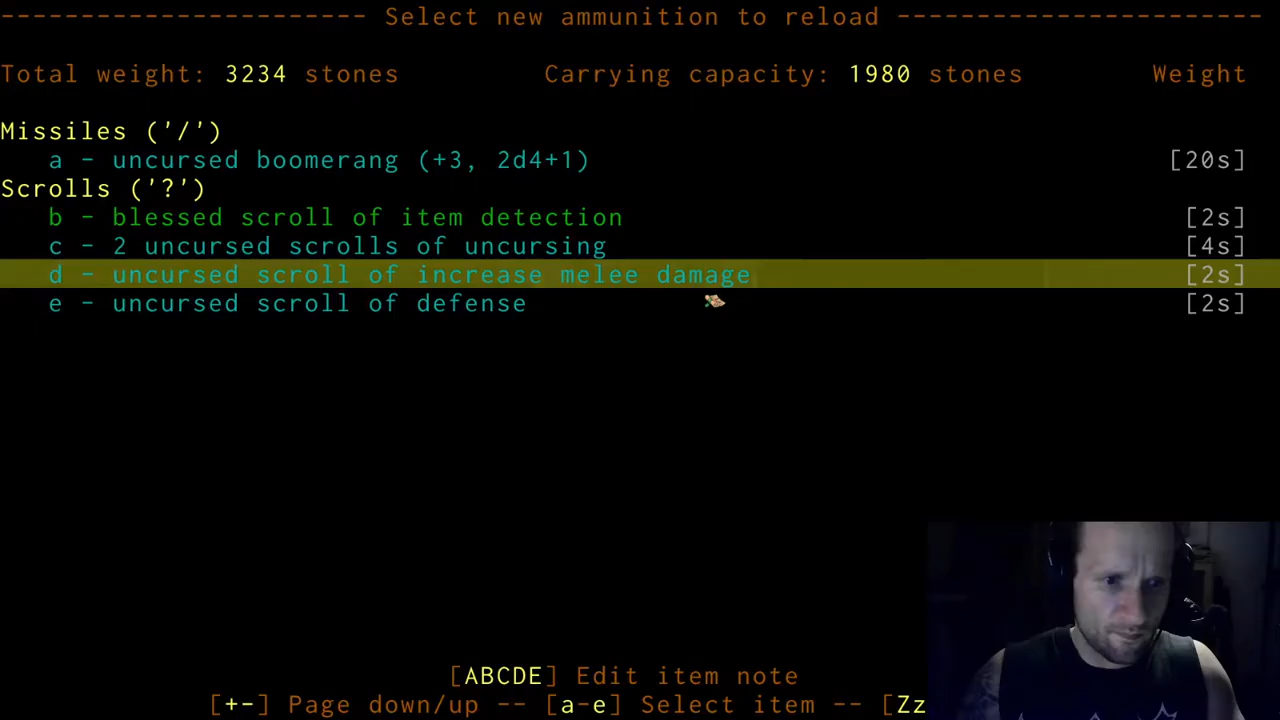 ----------------------- Select new ammunition to reload -----------------------
Total weight: 3234 stones Carrying capacity: 1980 stones Weight
Missiles ('/')
a - uncursed boomerang (+3, 2d4+1) [20s]
Scrolls ('?')
b - blessed scroll of item detection [2s]
c - 2 uncursed scrolls of uncursing [4s]
d - uncursed scroll of increase melee damage [2s]
e - uncursed scroll of defense [2s]
[ABCDE] Edit item note
[+-] Page down/up -- [a-e] Select item -- [Zz